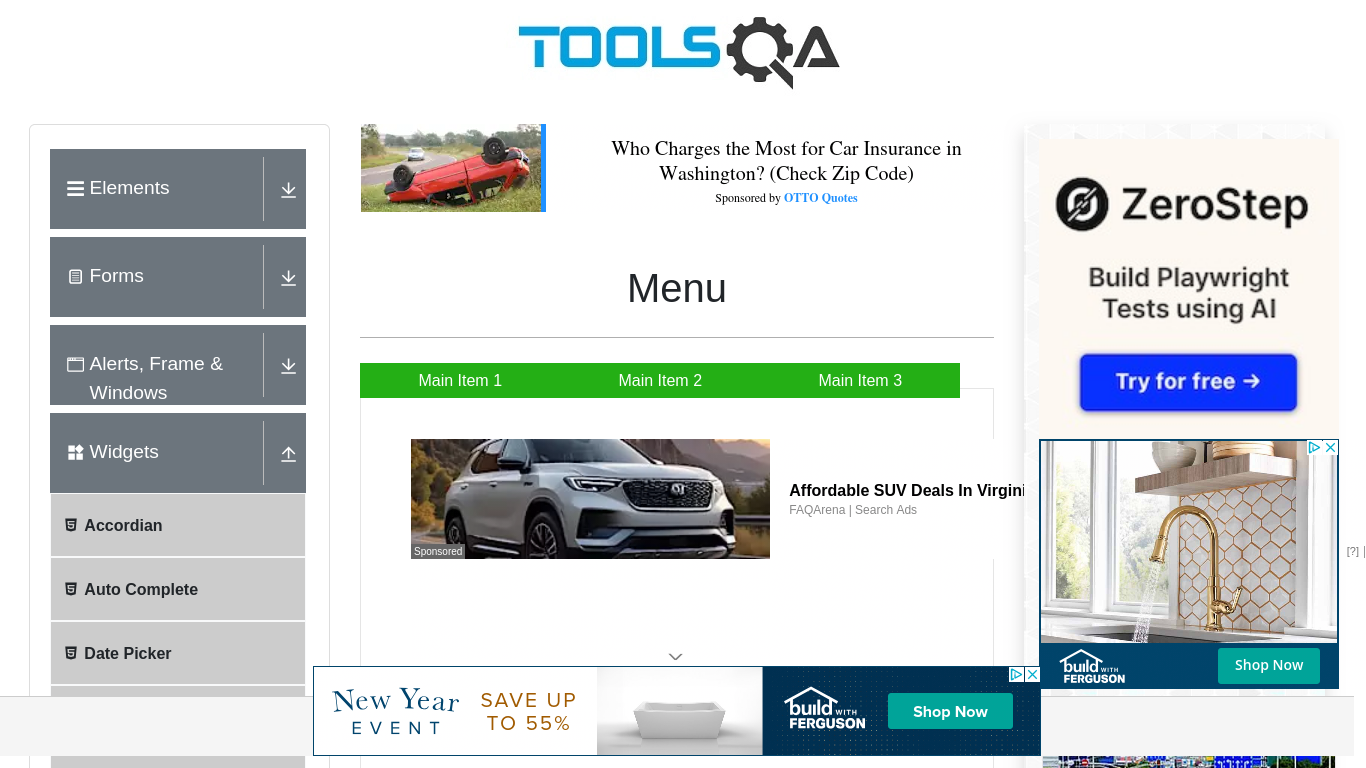 TOOLSQA
Elements
Forms
Alerts, Frame &
Windows
Widgets
Accordian
Auto Complete
Date Picker
Who Charges the Most for Car Insurance in
Washington? (Check Zip Code)
Sponsored by OTTO Quotes
Menu
Main Item 1
Main Item 2
Main Item 3
Sponsored
Affordable SUV Deals In Virgini
FAQArena | Search Ads
ZeroStep
Build Playwright
Tests using AI
Try for free →
build WITH
FERGUSON
Shop Now
[?] |
New Year
EVENT
SAVE UP
TO 55%
build WITH
FERGUSON
Shop Now